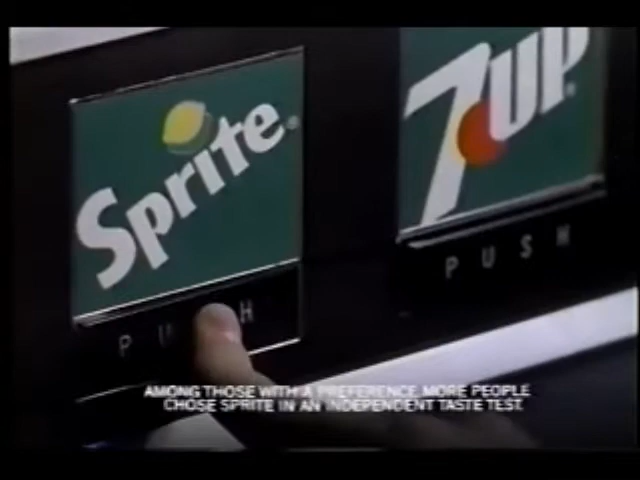 Sprite
7UP
PUSH
PUSH
AMONG THOSE WITH A PREFERENCE, MORE PEOPLE
CHOSE SPRITE IN AN INDEPENDENT TASTE TEST.